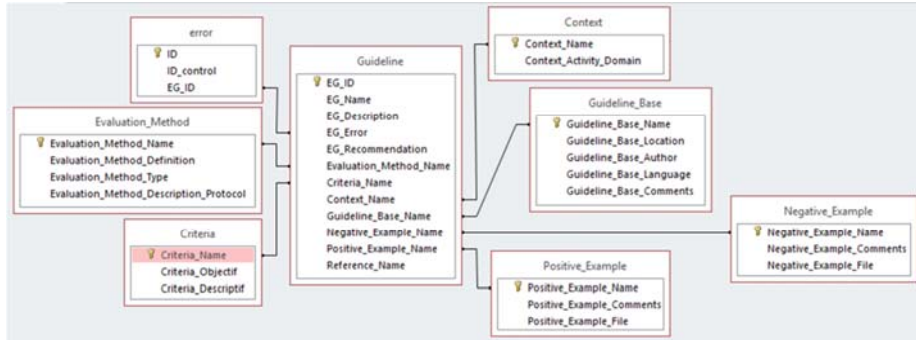 error
ID
ID_control
EG_ID
Evaluation_Method
Evaluation_Method_Name
Evaluation_Method_Definition
Evaluation_Method_Type
Evaluation_Method_Description_Protocol
Criteria
Criteria_Name
Criteria_Objectif
Criteria_Descriptif
Guideline
EG_ID
EG_Name
EG_Description
EG_Error
EG_Recommendation
Evaluation_Method_Name
Criteria_Name
Context_Name
Guideline_Base_Name
Negative_Example_Name
Positive_Example_Name
Reference_Name
Context
Context_Name
Context_Activity_Domain
Guideline_Base
Guideline_Base_Name
Guideline_Base_Location
Guideline_Base_Author
Guideline_Base_Language
Guideline_Base_Comments
Negative_Example
Negative_Example_Name
Negative_Example_Comments
Negative_Example_File
Positive_Example
Positive_Example_Name
Positive_Example_Comments
Positive_Example_File